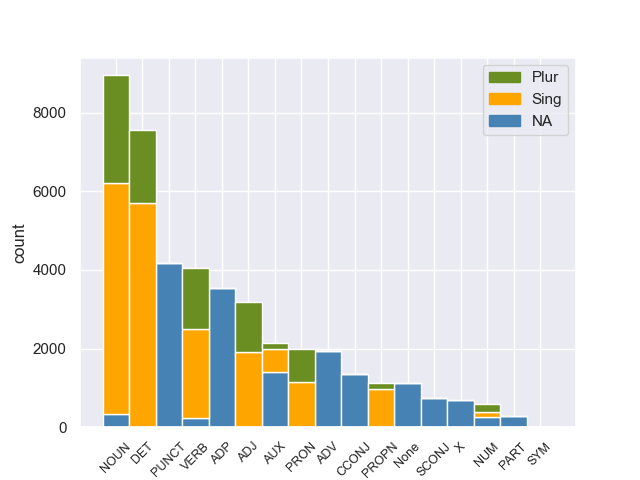 Plur
Sing
NA
count
8000
6000
4000
2000
0
NOUN
DET
PUNCT
VERB
ADP
ADJ
AUX
PRON
ADV
CCONJ
PROPN
None
SCONJ
X
NUM
PART
SYM